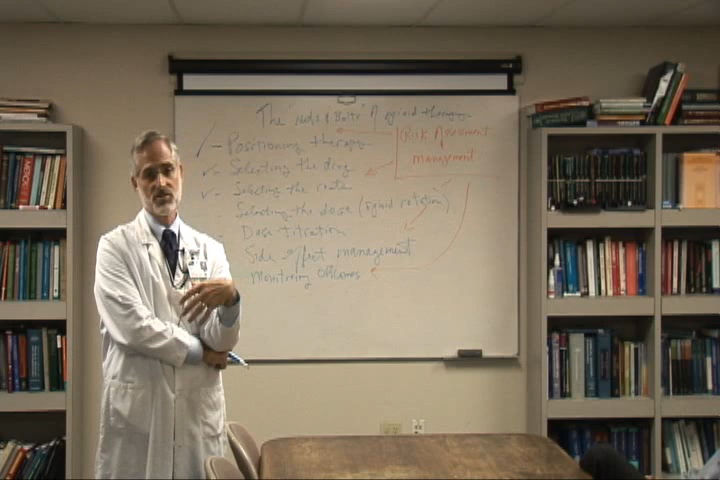 The 'Nuts & Bolts' of opioid therapy
- Positioning therapy
- Selecting the drug
- Selecting the route
Selecting the dose (opioid rotation)
- Dose titration
Side effect management
Monitoring Outcomes
Risk Assessment
management